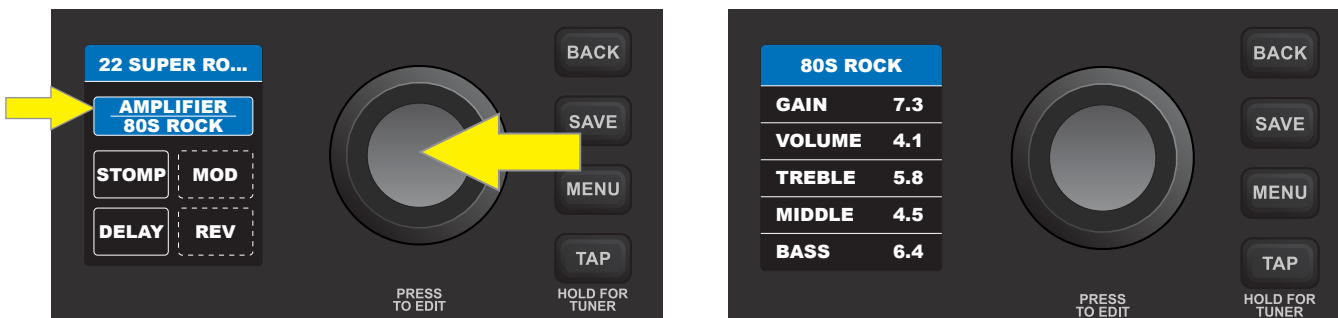 22 SUPER RO...
AMPLIFIER
80S ROCK
STOMP
MOD
DELAY
REV
BACK
SAVE
MENU
TAP
PRESS
TO EDIT
HOLD FOR
TUNER
80S ROCK
GAIN 7.3
VOLUME 4.1
TREBLE 5.8
MIDDLE 4.5
BASS 6.4
BACK
SAVE
MENU
TAP
PRESS
TO EDIT
HOLD FOR
TUNER